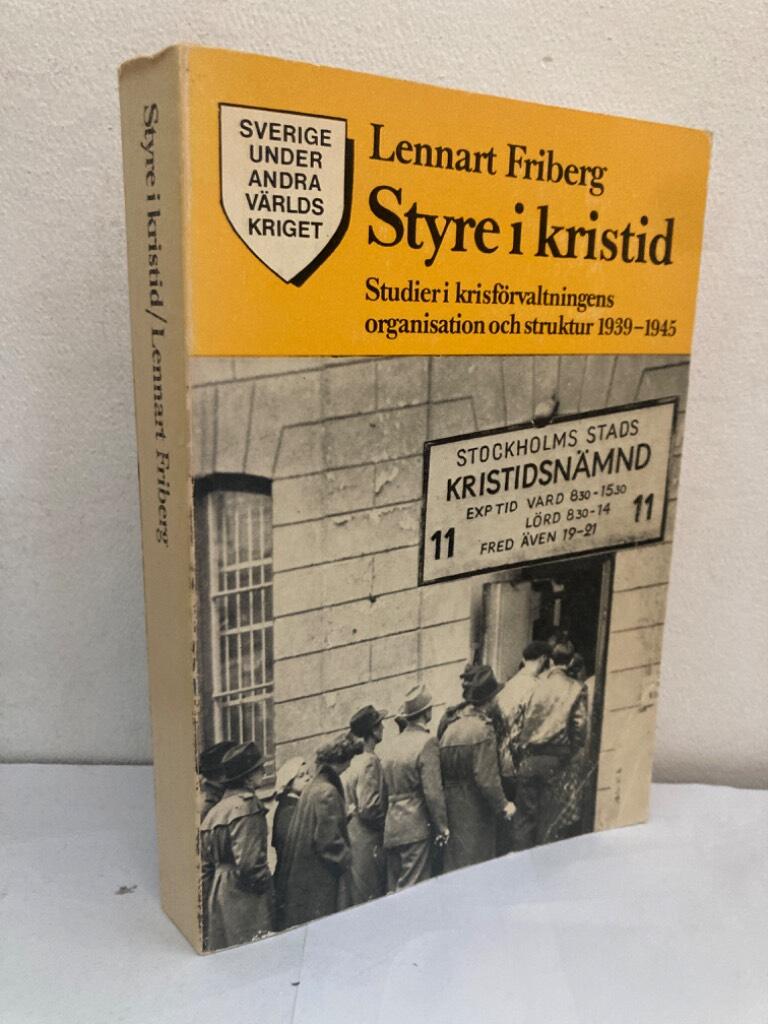 Styre i kristid/Lennart Friberg
SVERIGE
UNDER
ANDRA
VÄRLDS
KRIGET
Lennart Friberg
Styre i kristid
Studier i krisförvaltningens
organisation och struktur 1939–1945
STOCKHOLMS STADS
KRISTIDSNÄMND
EXP TID VARD 830-1530
LÖRD 830-14
11 FRED ÄVEN 19-21 11